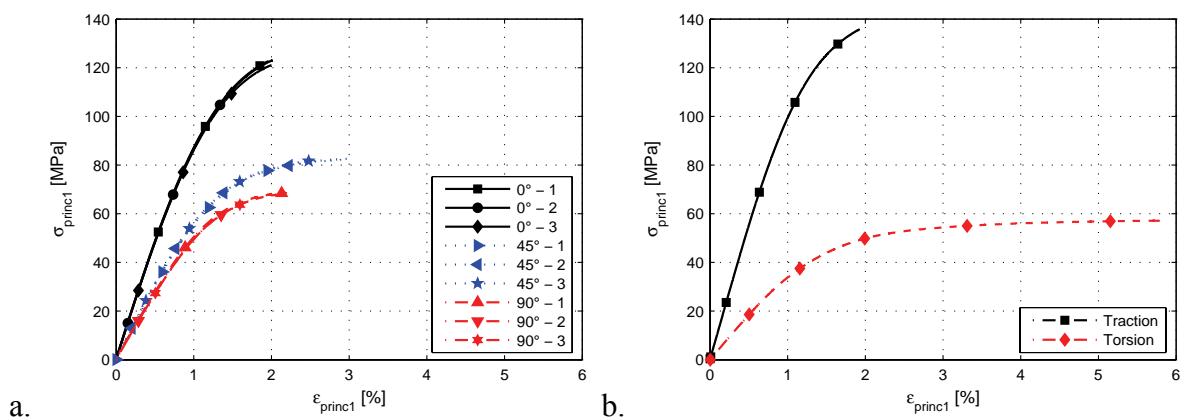 140
120
100
80
60
40
20
0
σprinc1 [MPa]
0° − 1
0° − 2
0° − 3
45° − 1
45° − 2
45° − 3
90° − 1
90° − 2
90° − 3
0 1 2 3 4 5 6
εprinc1 [%]
a.
140
120
100
80
60
40
20
0
σprinc1 [MPa]
Traction
Torsion
0 1 2 3 4 5 6
εprinc1 [%]
b.